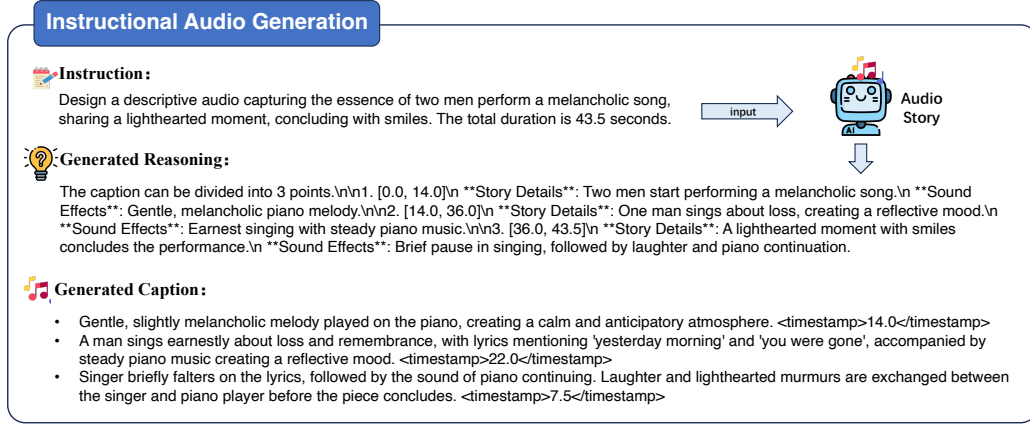 Instructional Audio Generation
Instruction：
Design a descriptive audio capturing the essence of two men perform a melancholic song,
sharing a lighthearted moment, concluding with smiles. The total duration is 43.5 seconds.
input
AI
Audio
Story
Generated Reasoning：
The caption can be divided into 3 points.\n\n1. [0.0, 14.0]\n **Story Details**: Two men start performing a melancholic song.\n **Sound
Effects**: Gentle, melancholic piano melody.\n\n2. [14.0, 36.0]\n **Story Details**: One man sings about loss, creating a reflective mood.\n
**Sound Effects**: Earnest singing with steady piano music.\n\n3. [36.0, 43.5]\n **Story Details**: A lighthearted moment with smiles
concludes the performance.\n **Sound Effects**: Brief pause in singing, followed by laughter and piano continuation.
Generated Caption：
• Gentle, slightly melancholic melody played on the piano, creating a calm and anticipatory atmosphere. <timestamp>14.0</timestamp>
• A man sings earnestly about loss and remembrance, with lyrics mentioning 'yesterday morning' and 'you were gone', accompanied by
steady piano music creating a reflective mood. <timestamp>22.0</timestamp>
• Singer briefly falters on the lyrics, followed by the sound of piano continuing. Laughter and lighthearted murmurs are exchanged between
the singer and piano player before the piece concludes. <timestamp>7.5</timestamp>